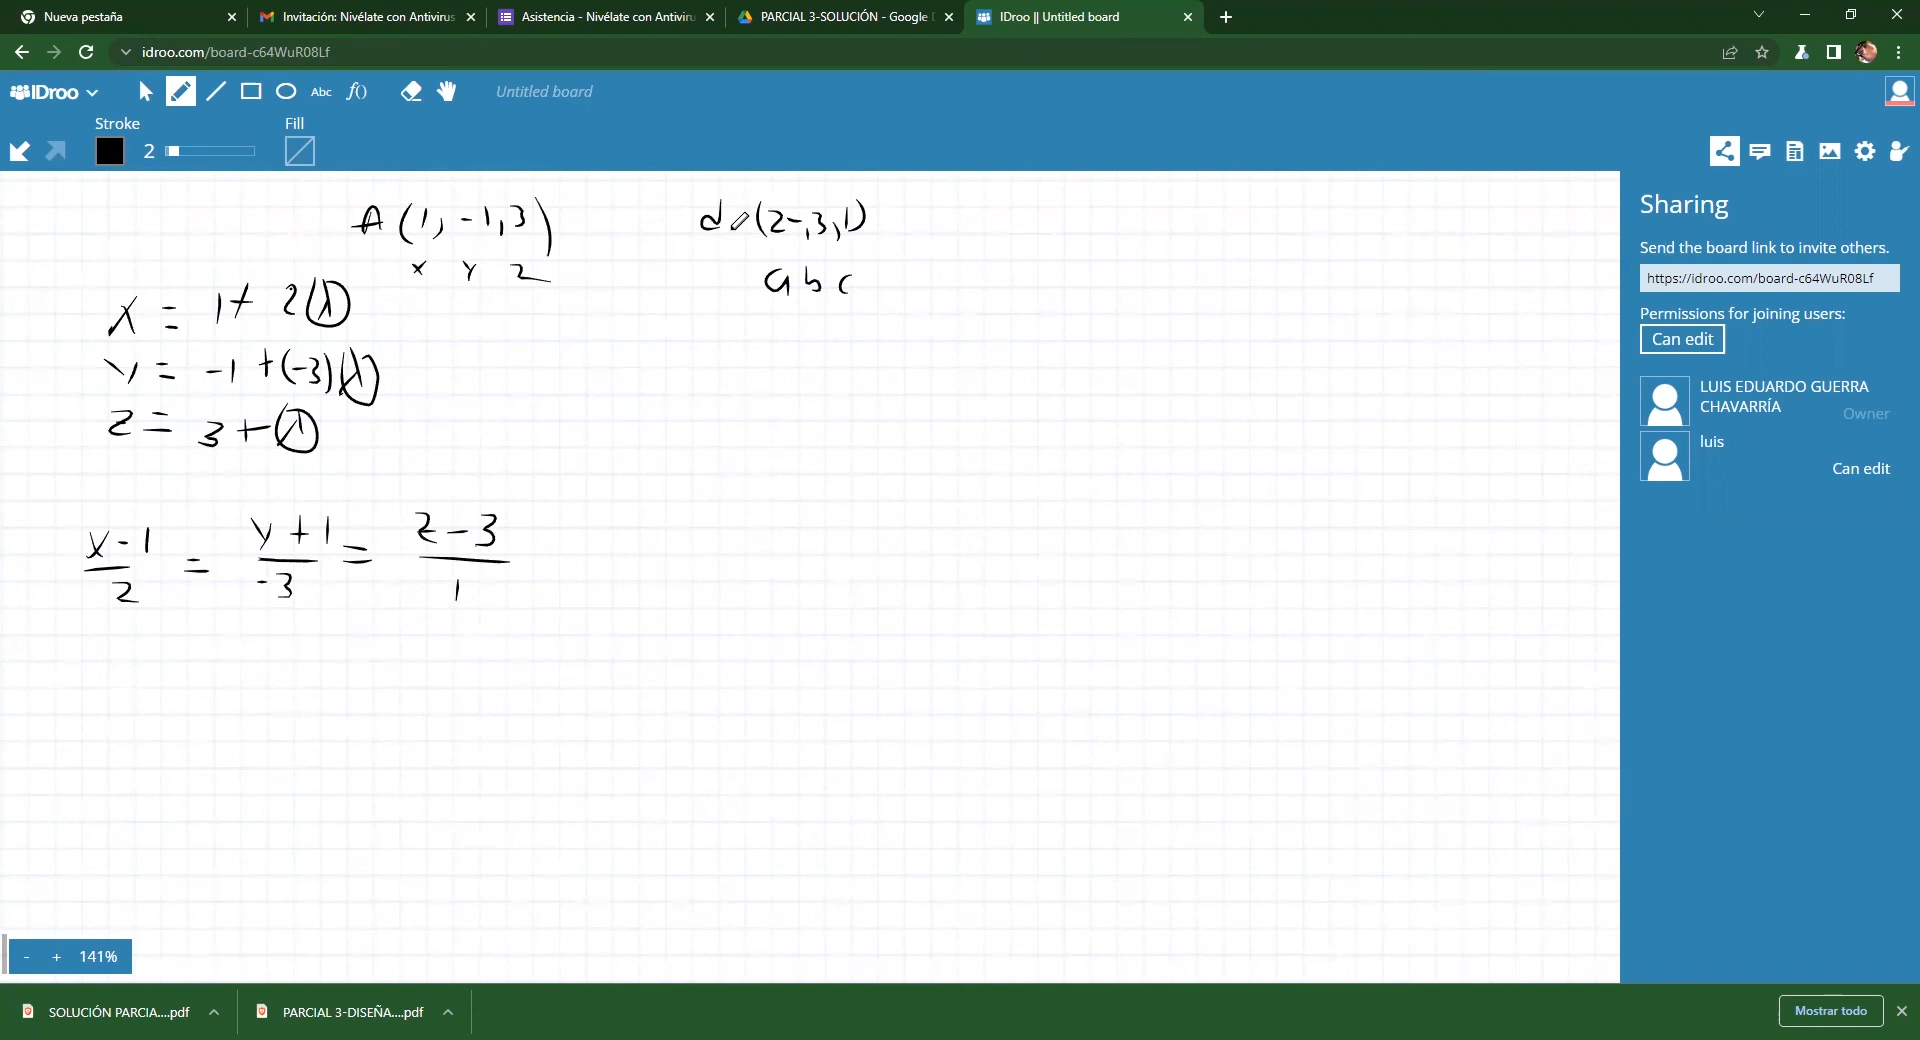 Nueva pestaña
Invitación: Nivélate con Antivirus
Asistencia - Nivélate con Antiviru
PARCIAL 3-SOLUCIÓN - Google D
IDroo || Untitled board
idroo.com/board-c64WuR08Lf
IDroo
Abc
f()
Untitled board
Stroke
Fill
2
A (1, -1, 3)
d = (2-, 3, 1)
x y z
a b c
x = 1 + 2(λ)
y = -1 + (-3)(λ)
z = 3 + (λ)
x - 1 = y + 1 = z - 3
2 -3 1
Sharing
Send the board link to invite others.
https://idroo.com/board-c64WuR08Lf
Permissions for joining users:
Can edit
LUIS EDUARDO GUERRA
CHAVARRÍA
Owner
luis
Can edit
- + 141%
SOLUCIÓN PARCIA....pdf
PARCIAL 3-DISEÑA....pdf
Mostrar todo